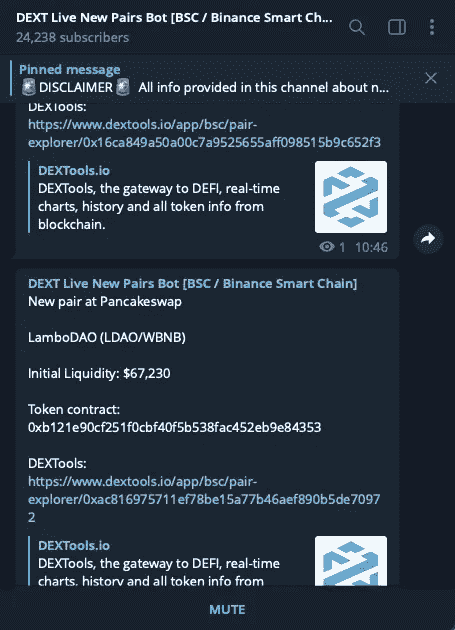 DEXT Live New Pairs Bot [BSC / Binance Smart Ch...
24,238 subscribers
Pinned message
DISCLAIMER All info provided in this channel about n...
DEXTools:
https://www.dextools.io/app/bsc/pair-
explorer/0x16ca849a50a00c7a9525655aff098515b9c652f3
DEXTools.io
DEXTools, the gateway to DEFI, real-time
charts, history and all token info from
blockchain.
1 10:46
DEXT Live New Pairs Bot [BSC / Binance Smart Chain]
New pair at Pancakeswap
LamboDAO (LDAO/WBNB)
Initial Liquidity: $67,230
Token contract:
0xb121e90cf251f0cbf40f5b538fac452eb9e84353
DEXTools:
https://www.dextools.io/app/bsc/pair-
explorer/0xac816975711ef78be15a77b46aef890b5de7097
2
DEXTools.io
DEXTools, the gateway to DEFI, real-time
charts, history and all token info from
MUTE